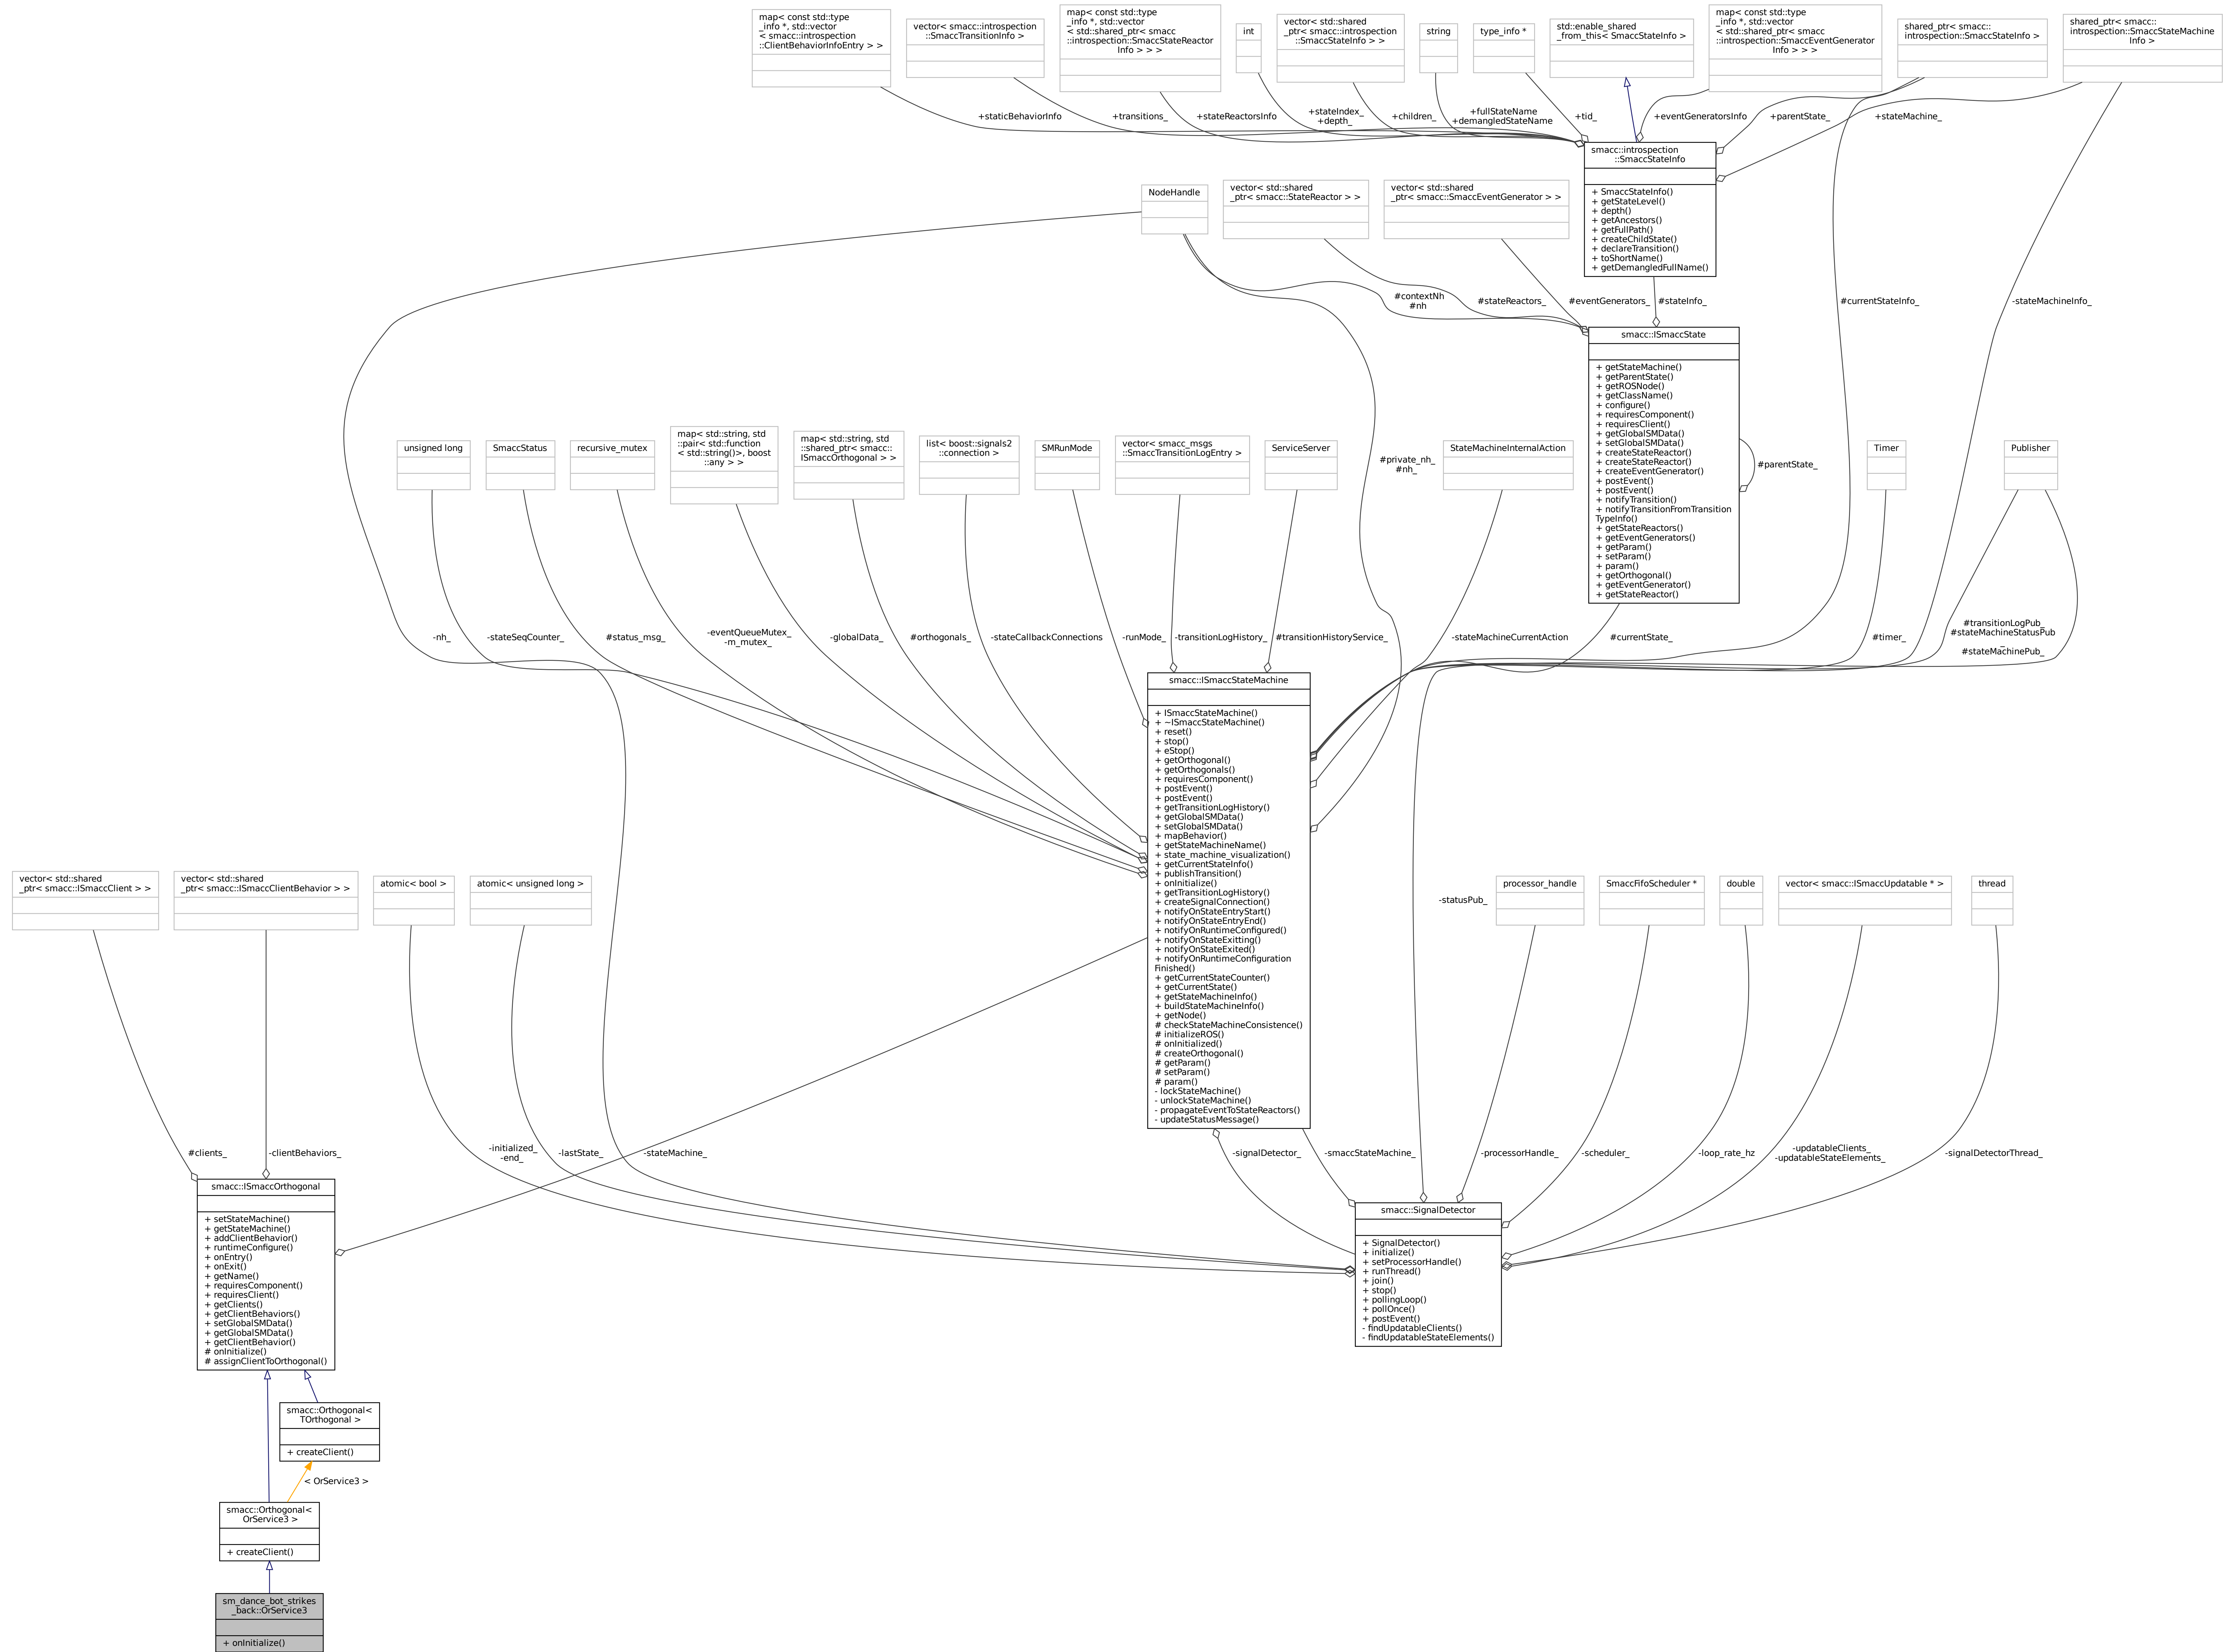 map< const std::type
_info *, std::vector
< smacc::introspection
::ClientBehaviorInfoEntry > >
vector< smacc::introspection
::SmaccTransitionInfo >
map< const std::type
_info *, std::vector
< std::shared_ptr< smacc
::introspection::SmaccStateReactor
Info > > >
int
vector< std::shared
_ptr< smacc::introspection
::SmaccStateInfo > >
string
type_info *
std::enable_shared
_from_this< SmaccStateInfo >
map< const std::type
_info *, std::vector
< std::shared_ptr< smacc
::introspection::SmaccEventGenerator
Info > > >
shared_ptr< smacc::
introspection::SmaccStateInfo >
shared_ptr< smacc::
introspection::SmaccStateMachine
Info >
+staticBehaviorInfo
+transitions_
+stateReactorsInfo
+stateIndex_
+depth_
+children_
+fullStateName
+demangledStateName
+tid_
+eventGeneratorsInfo
+parentState_
+stateMachine_
smacc::introspection
::SmaccStateInfo
+ SmaccStateInfo()
+ getStateLevel()
+ depth()
+ getAncestors()
+ getFullPath()
+ createChildState()
+ declareTransition()
+ toShortName()
+ getDemangledFullName()
NodeHandle
vector< std::shared
_ptr< smacc::StateReactor > >
vector< std::shared
_ptr< smacc::SmaccEventGenerator > >
#contextNh
#nh
#stateReactors_
#eventGenerators_
#stateInfo_
#currentStateInfo_
-stateMachineInfo_
smacc::ISmaccState
+ getStateMachine()
+ getParentState()
+ getROSNode()
+ getClassName()
+ configure()
+ requiresComponent()
+ requiresClient()
+ getGlobalSMData()
+ setGlobalSMData()
+ createStateReactor()
+ createStateReactor()
+ createEventGenerator()
+ postEvent()
+ postEvent()
+ notifyTransition()
+ notifyTransitionFromTransition
TypeInfo()
+ getStateReactors()
+ getEventGenerators()
+ getParam()
+ setParam()
+ param()
+ getOrthogonal()
+ getEventGenerator()
+ getStateReactor()
#parentState_
unsigned long
SmaccStatus
recursive_mutex
map< std::string, std
::pair< std::function
< std::string()>, boost
::any > >
map< std::string, std
::shared_ptr< smacc::
ISmaccOrthogonal > >
list< boost::signals2
::connection >
SMRunMode
vector< smacc_msgs
::SmaccTransitionLogEntry >
ServiceServer
#private_nh_
#nh_
StateMachineInternalAction
Timer
Publisher
-nh_
-stateSeqCounter_
#status_msg_
-eventQueueMutex_
-m_mutex_
-globalData_
#orthogonals_
-stateCallbackConnections
-runMode_
-transitionLogHistory_
#transitionHistoryService_
-stateMachineCurrentAction
#currentState_
#timer_
#transitionLogPub_
#stateMachineStatusPub
_
#stateMachinePub_
smacc::ISmaccStateMachine
+ ISmaccStateMachine()
+ ~ISmaccStateMachine()
+ reset()
+ stop()
+ eStop()
+ getOrthogonal()
+ getOrthogonals()
+ requiresComponent()
+ postEvent()
+ postEvent()
+ getTransitionLogHistory()
+ getGlobalSMData()
+ setGlobalSMData()
+ mapBehavior()
+ getStateMachineName()
+ state_machine_visualization()
+ getCurrentStateInfo()
+ publishTransition()
+ onInitialize()
+ getTransitionLogHistory()
+ createSignalConnection()
+ notifyOnStateEntryStart()
+ notifyOnStateEntryEnd()
+ notifyOnRuntimeConfigured()
+ notifyOnStateExitting()
+ notifyOnStateExited()
+ notifyOnRuntimeConfiguration
Finished()
+ getCurrentStateCounter()
+ getCurrentState()
+ getStateMachineInfo()
+ buildStateMachineInfo()
+ getNode()
# checkStateMachineConsistence()
# initializeROS()
# onInitialized()
# createOrthogonal()
# getParam()
# setParam()
# param()
- lockStateMachine()
- unlockStateMachine()
- propagateEventToStateReactors()
- updateStatusMessage()
vector< std::shared
_ptr< smacc::ISmaccClient > >
vector< std::shared
_ptr< smacc::ISmaccClientBehavior > >
atomic< bool >
atomic< unsigned long >
-statusPub_
processor_handle
SmaccFifoScheduler *
double
vector< smacc::ISmaccUpdatable * >
thread
#clients_
-clientBehaviors_
-initialized_
-end_
-lastState_
-stateMachine_
-signalDetector_
-smaccStateMachine_
-processorHandle_
-scheduler_
-loop_rate_hz
-updatableClients_
-updatableStateElements_
-signalDetectorThread_
smacc::ISmaccOrthogonal
+ setStateMachine()
+ getStateMachine()
+ addClientBehavior()
+ runtimeConfigure()
+ onEntry()
+ onExit()
+ getName()
+ requiresComponent()
+ requiresClient()
+ getClients()
+ getClientBehaviors()
+ setGlobalSMData()
+ getGlobalSMData()
+ getClientBehavior()
# onInitialize()
# assignClientToOrthogonal()
smacc::SignalDetector
+ SignalDetector()
+ initialize()
+ setProcessorHandle()
+ runThread()
+ join()
+ stop()
+ pollingLoop()
+ pollOnce()
+ postEvent()
- findUpdatableClients()
- findUpdatableStateElements()
smacc::Orthogonal<
TOrthogonal >
+ createClient()
< OrService3 >
smacc::Orthogonal<
OrService3 >
+ createClient()
sm_dance_bot_strikes
_back::OrService3
+ onInitialize()